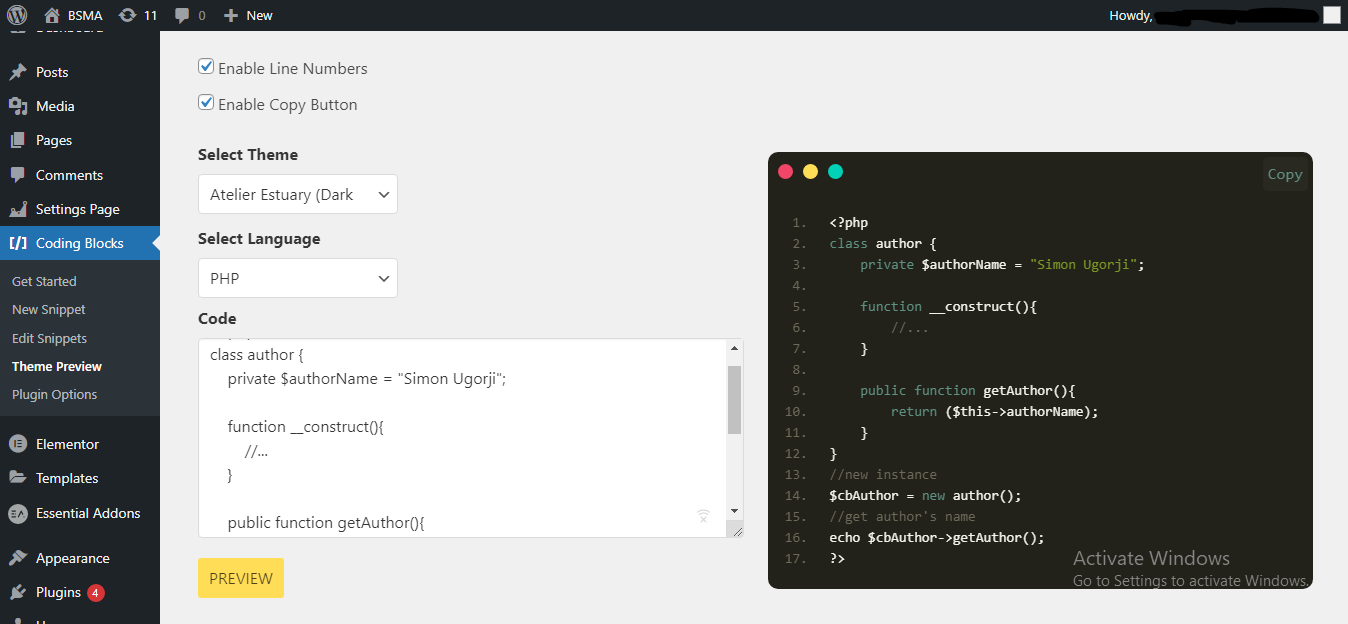 BSMA 11 0 New Howdy,
Dashboard
Posts
Media
Pages
Comments
Settings Page
[/] Coding Blocks
Get Started
New Snippet
Edit Snippets
Theme Preview
Plugin Options
Elementor
Templates
Essential Addons
Appearance
Plugins 4
Enable Line Numbers
Enable Copy Button
Select Theme
Atelier Estuary (Dark
Select Language
PHP
Code
class author {
    private $authorName = "Simon Ugorji";
    function __construct(){
        //...
    }
    public function getAuthor(){
PREVIEW
Copy
1. <?php
2. class author {
3.     private $authorName = "Simon Ugorji";
4.
5.     function __construct(){
6.         //...
7.     }
8.
9.     public function getAuthor(){
10.         return ($this->authorName);
11.     }
12. }
13. //new instance
14. $cbAuthor = new author();
15. //get author's name
16. echo $cbAuthor->getAuthor();
17. ?>
Activate Windows
Go to Settings to activate Windows.